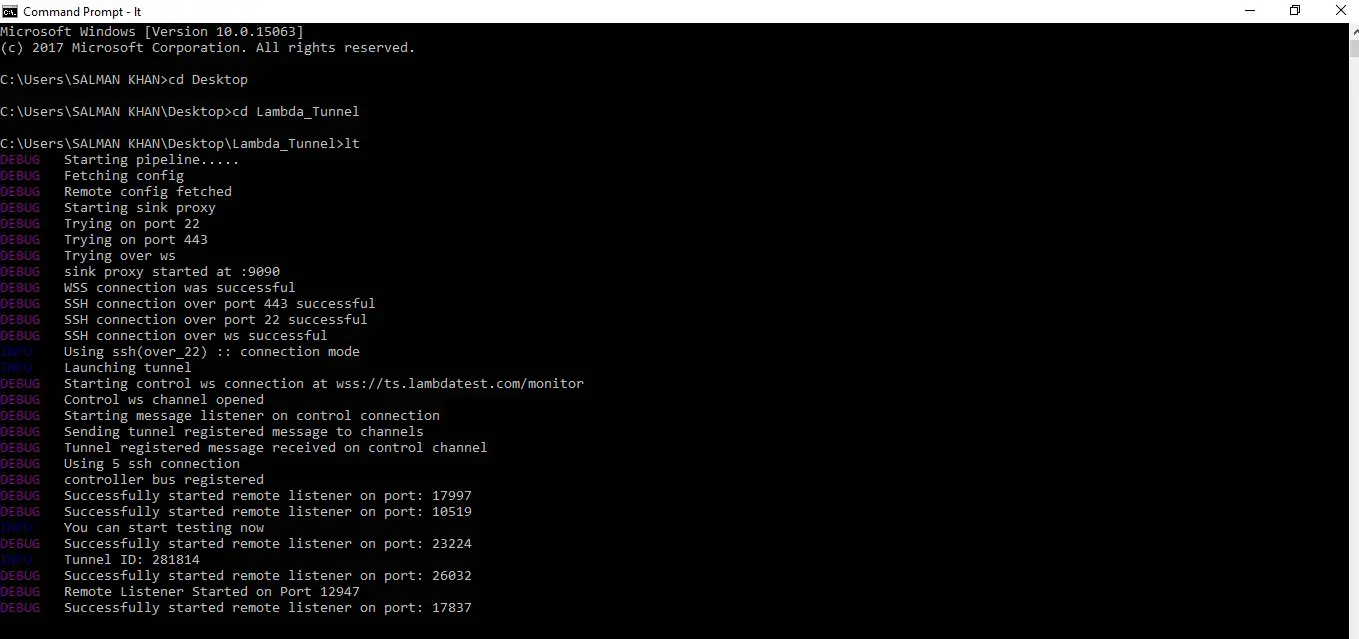 Command Prompt - lt
Microsoft Windows [Version 10.0.15063]
(c) 2017 Microsoft Corporation. All rights reserved.
C:\Users\SALMAN KHAN>cd Desktop
C:\Users\SALMAN KHAN\Desktop>cd Lambda_Tunnel
C:\Users\SALMAN KHAN\Desktop\Lambda_Tunnel>lt
DEBUG Starting pipeline.....
DEBUG Fetching config
DEBUG Remote config fetched
DEBUG Starting sink proxy
DEBUG Trying on port 22
DEBUG Trying on port 443
DEBUG Trying over ws
DEBUG sink proxy started at :9090
DEBUG WSS connection was successful
DEBUG SSH connection over port 443 successful
DEBUG SSH connection over port 22 successful
DEBUG SSH connection over ws successful
INFO Using ssh(over_22) :: connection mode
INFO Launching tunnel
DEBUG Starting control ws connection at wss://ts.lambdatest.com/monitor
DEBUG Control ws channel opened
DEBUG Starting message listener on control connection
DEBUG Sending tunnel registered message to channels
DEBUG Tunnel registered message received on control channel
DEBUG Using 5 ssh connection
DEBUG controller bus registered
DEBUG Successfully started remote listener on port: 17997
DEBUG Successfully started remote listener on port: 10519
INFO You can start testing now
DEBUG Successfully started remote listener on port: 23224
INFO Tunnel ID: 281814
DEBUG Successfully started remote listener on port: 26032
DEBUG Remote Listener Started on Port 12947
DEBUG Successfully started remote listener on port: 17837